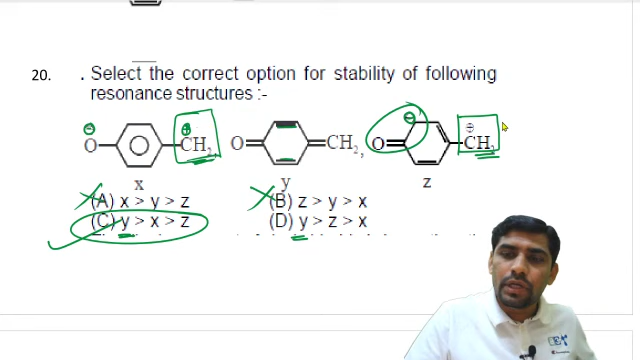 20. . Select the correct option for stability of following
resonance structures :-
⊖ ⊕ ⊖ ⊕
O CH₂, O CH₂, O CH₂
x y z
(A) x > y > z (B) z > y > x
(C) y > x > z (D) y > z > x